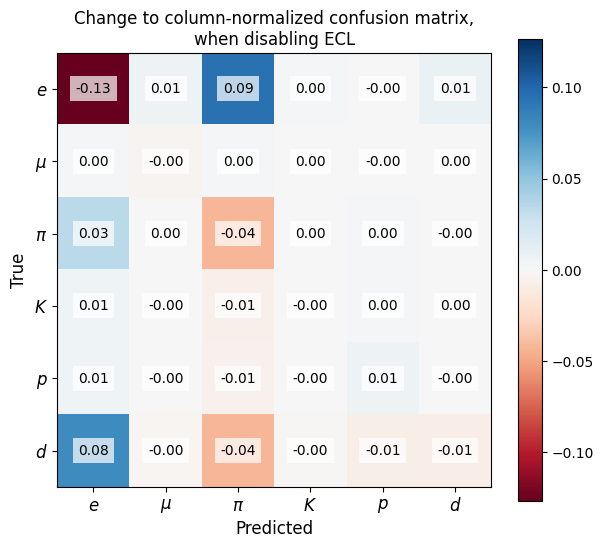 Change to column-normalized confusion matrix,
when disabling ECL
e -0.13 0.01 0.09 0.00 -0.00 0.01
μ 0.00 -0.00 0.00 0.00 -0.00 0.00
π 0.03 0.00 -0.04 0.00 0.00 -0.00
K 0.01 -0.00 -0.01 -0.00 0.00 0.00
p 0.01 -0.00 -0.01 -0.00 0.01 -0.00
d 0.08 -0.00 -0.04 -0.00 -0.01 -0.01
e μ π K p d
Predicted
True
0.10
0.05
0.00
−0.05
−0.10